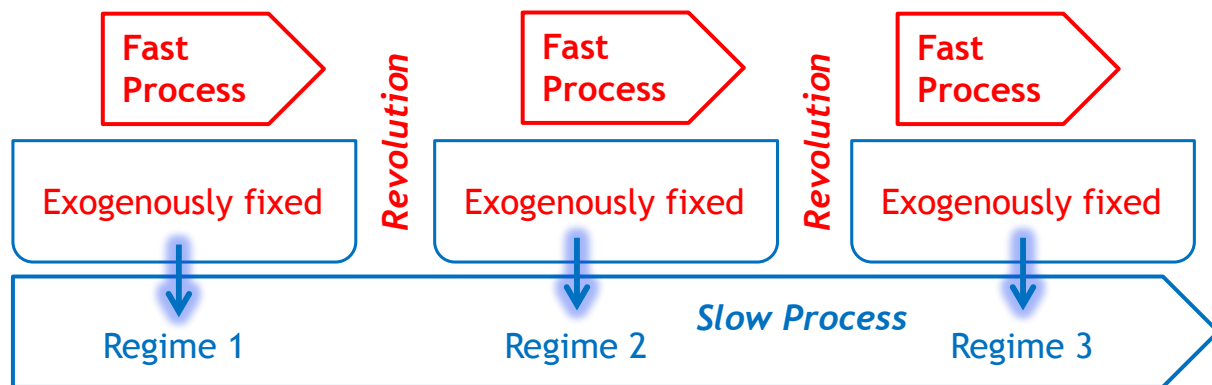 Fast
Process
Revolution
Fast
Process
Revolution
Fast
Process
Exogenously fixed
Exogenously fixed
Exogenously fixed
Slow Process
Regime 1
Regime 2
Regime 3